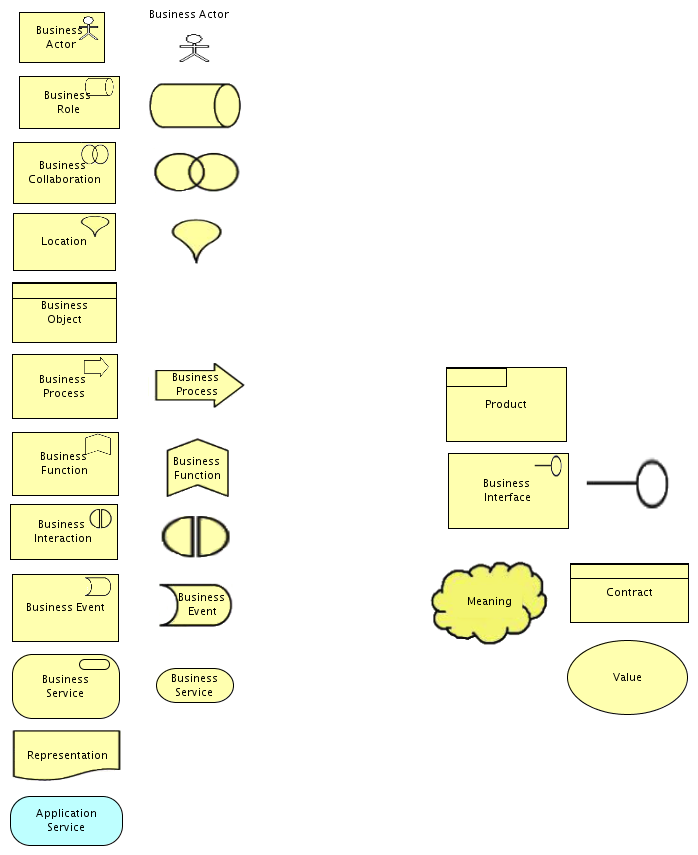 Business
Actor
Business Actor
Business
Role
Business
Collaboration
Location
Business
Object
Business
Process
Business
Process
Product
Business
Function
Business
Function
Business
Interface
Business
Interaction
Business Event
Business
Event
Meaning
Contract
Business
Service
Business
Service
Value
Representation
Application
Service